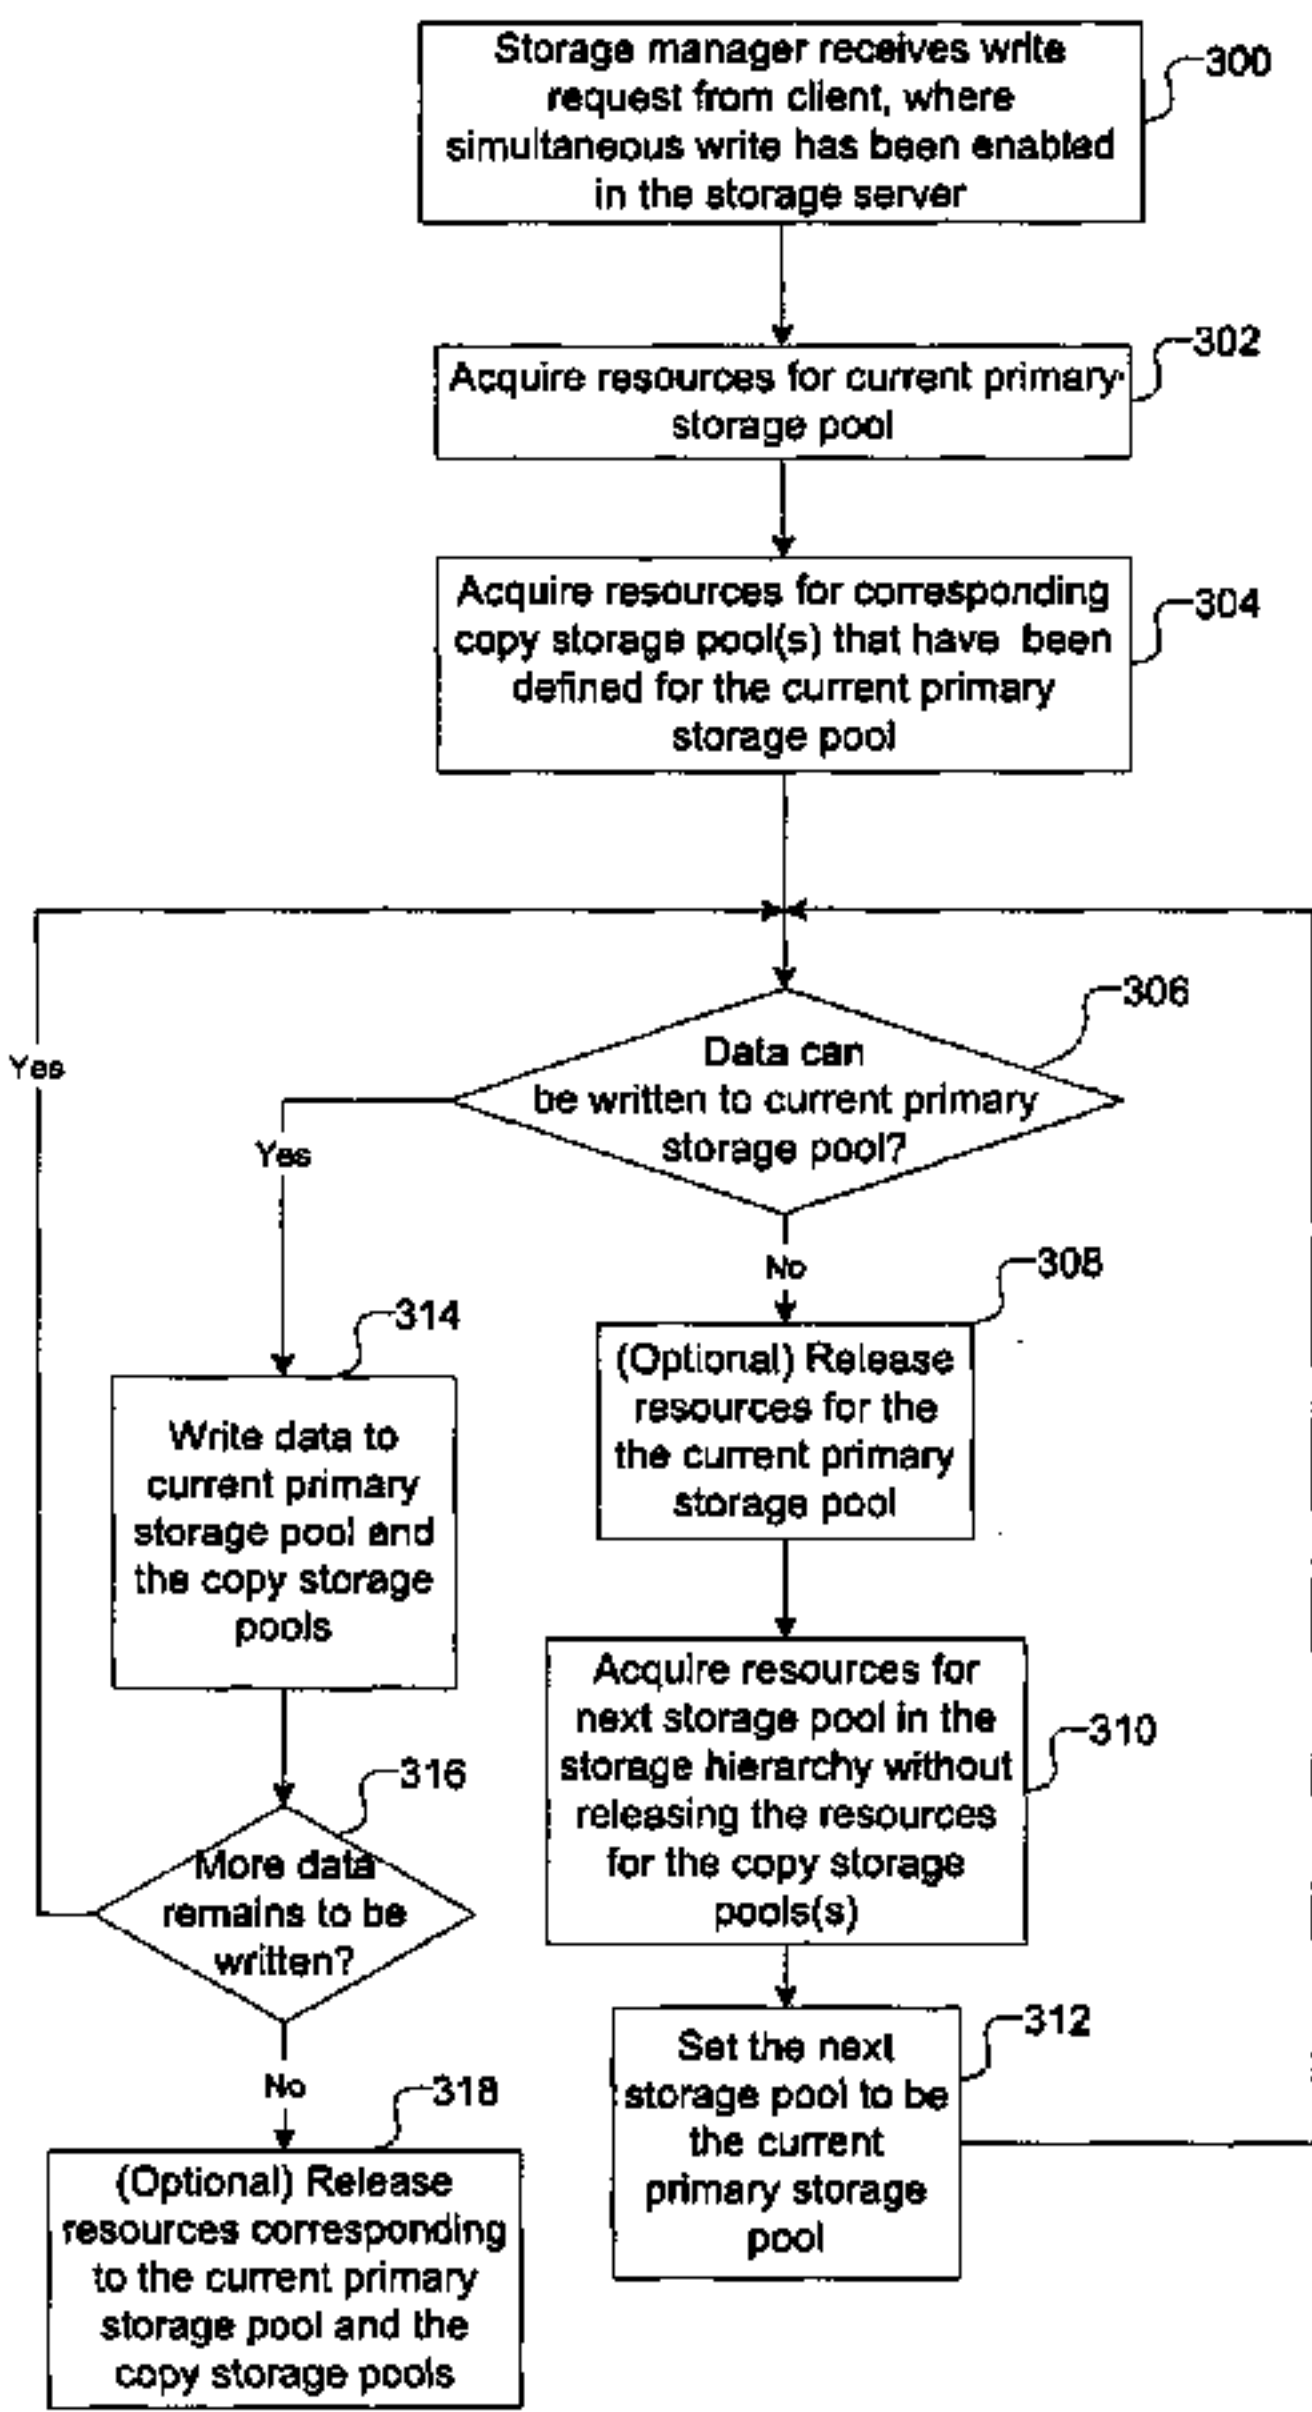 Storage manager receives write
request from client, where
simultaneous write has been enabled
in the storage server
300
Acquire resources for current primary
storage pool
302
Acquire resources for corresponding
copy storage pool(s) that have been
defined for the current primary
storage pool
304
306
Data can
be written to current primary
storage pool?
Yes
Yes
No
308
(Optional) Release
resources for the
the current primary
storage pool
314
Write data to
current primary
storage pool and
the copy storage
pools
Acquire resources for
next storage pool in the
storage hierarchy without
releasing the resources
for the copy storage
pools(s)
310
316
More data
remains to be
written?
No
312
Set the next
storage pool to be
the current
primary storage
pool
318
(Optional) Release
resources corresponding
to the current primary
storage pool and the
copy storage pools